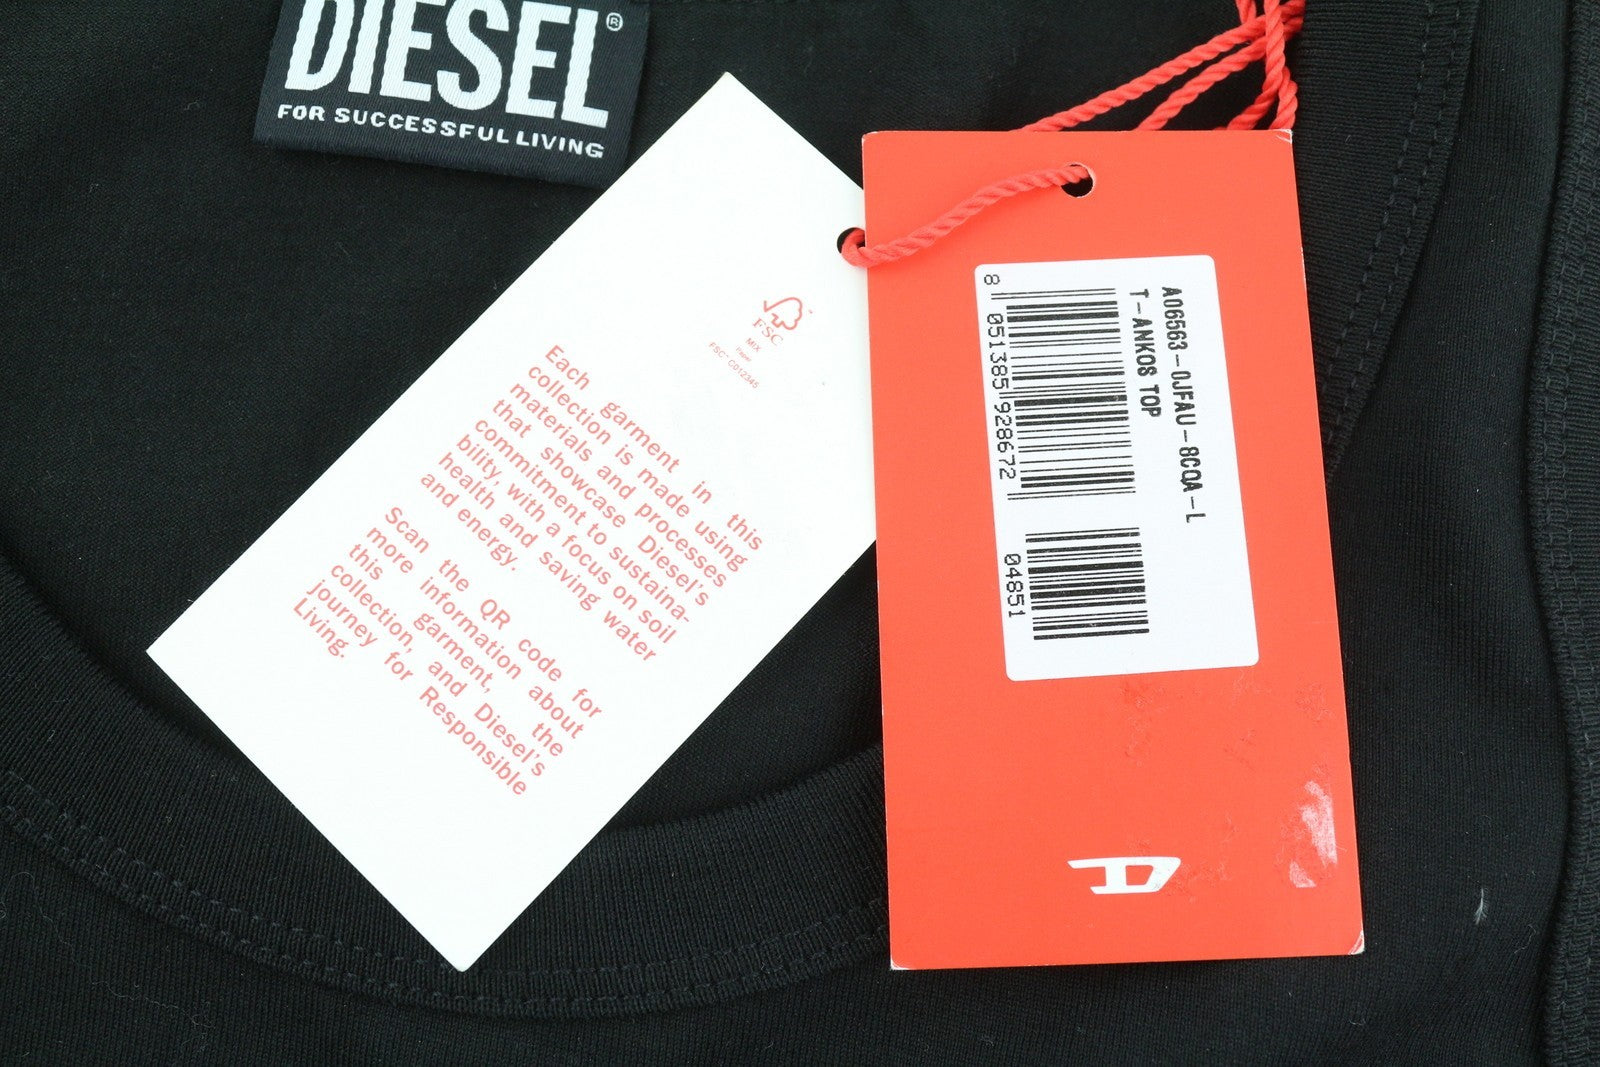 DIESEL®
FOR SUCCESSFUL LIVING
FSC
MIX
Paper
FSC™ C012345
Each garment in this
collection is made using
materials and processes
that showcase Diesel's
commitment to sustaina-
bility, with a focus on soil
health and saving water
and energy.
Scan the QR code for
more information about
this garment, the
collection, and Diesel's
journey for Responsible
Living.
A06563-0JFAU-8CQA-L
T-ANKOS TOP
8 051385 928672
04851
D